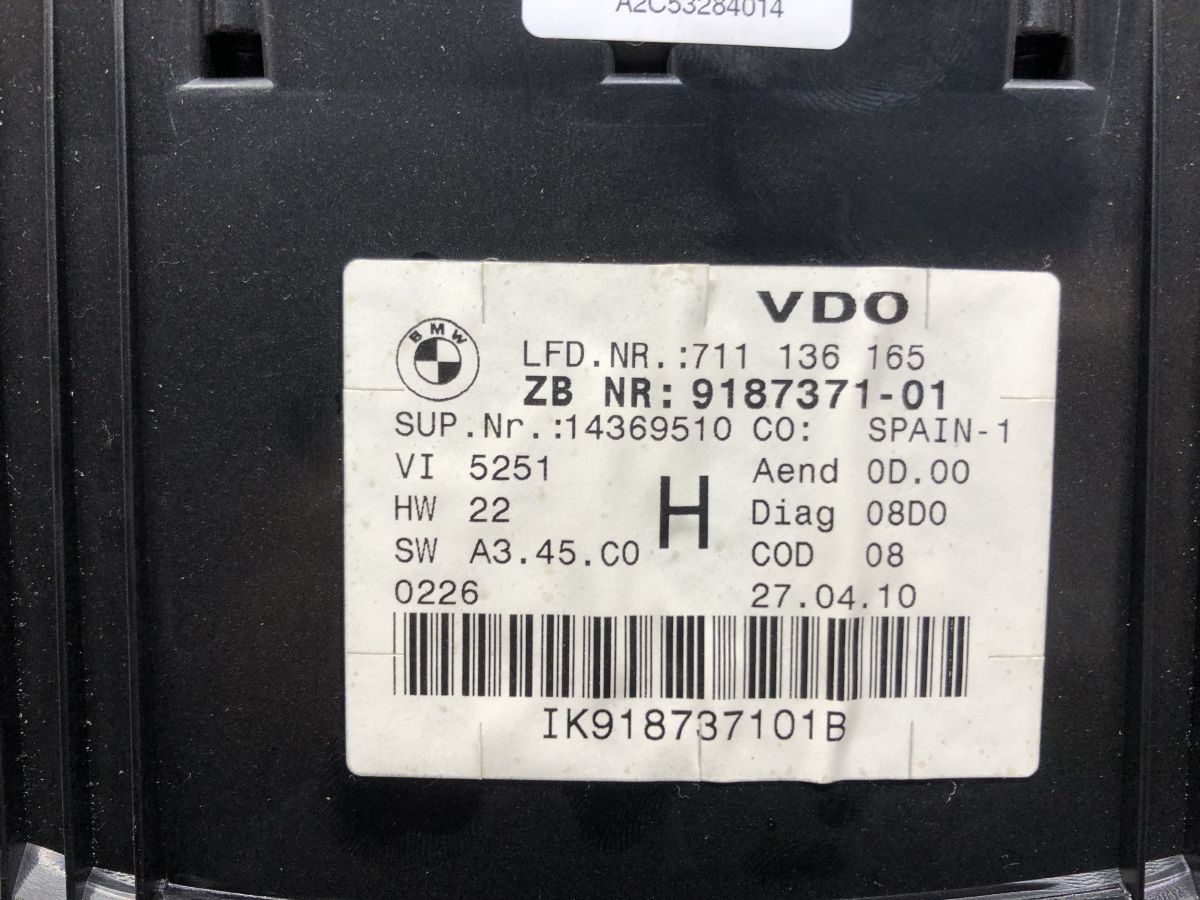 A2C53284014
VDO
BMW
LFD.NR.:711 136 165
ZB NR: 9187371-01
SUP.Nr.:14369510 CO: SPAIN-1
VI 5251 Aend 0D.00
HW 22 H Diag 08D0
SW A3.45.C0 COD 08
0226 27.04.10
IK918737101B